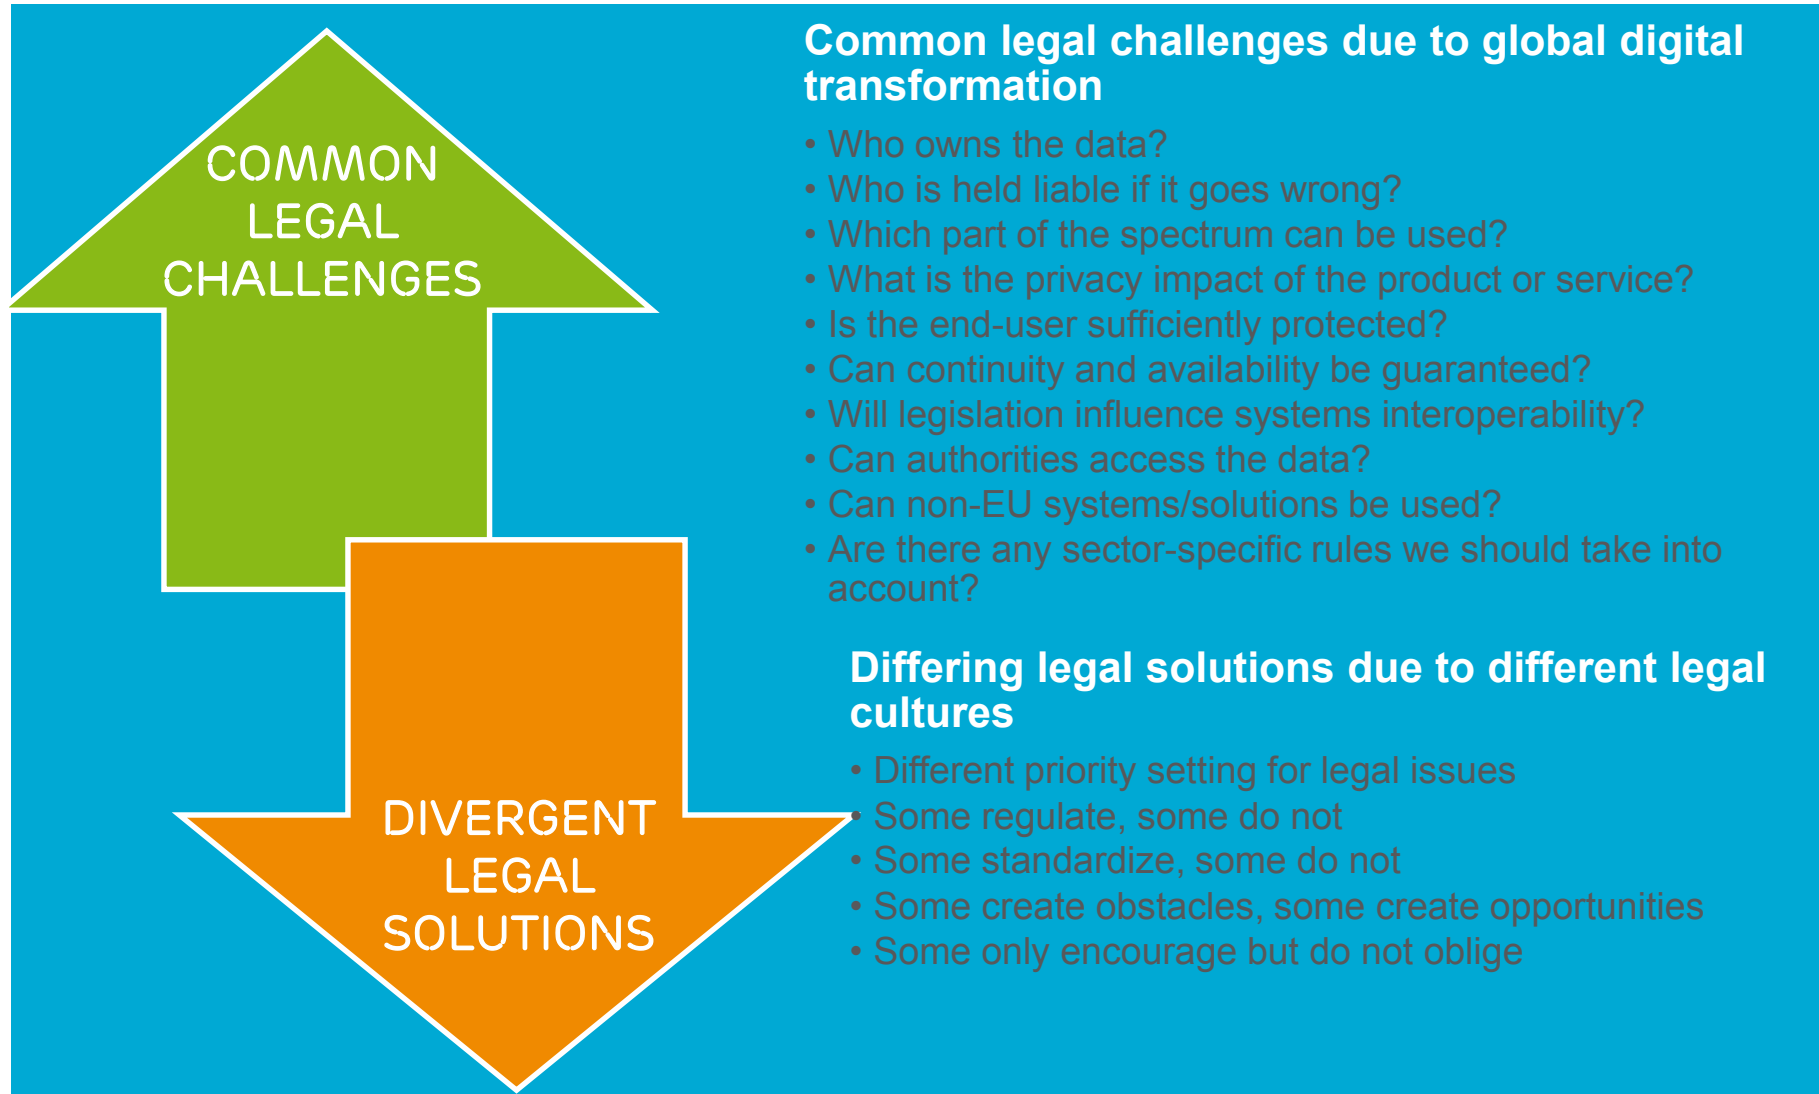 COMMON
LEGAL
CHALLENGES
Common legal challenges due to global digital
transformation
• Who owns the data?
• Who is held liable if it goes wrong?
• Which part of the spectrum can be used?
• What is the privacy impact of the product or service?
• Is the end-user sufficiently protected?
• Can continuity and availability be guaranteed?
• Will legislation influence systems interoperability?
• Can authorities access the data?
• Can non-EU systems/solutions be used?
• Are there any sector-specific rules we should take into
account?
DIVERGENT
LEGAL
SOLUTIONS
Differing legal solutions due to different legal
cultures
• Different priority setting for legal issues
• Some regulate, some do not
• Some standardize, some do not
• Some create obstacles, some create opportunities
• Some only encourage but do not oblige